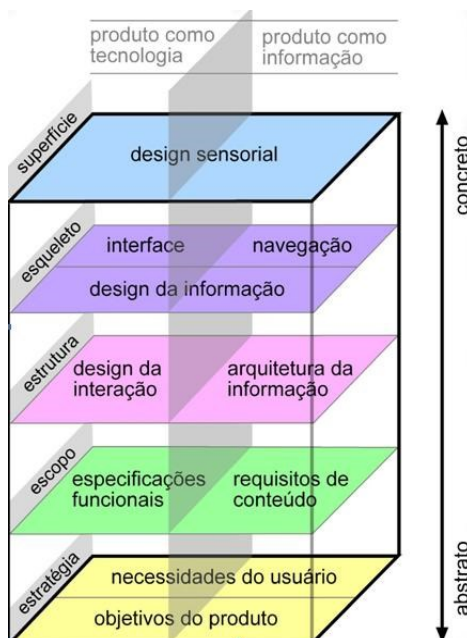 produto como
tecnologia
produto como
informação
superfície
design sensorial
concreto
esqueleto
interface
navegação
design da informação
estrutura
design da
interação
arquitetura da
informação
escopo
especificações
funcionais
requisitos de
conteúdo
estratégia
necessidades do usuário
objetivos do produto
abstrato